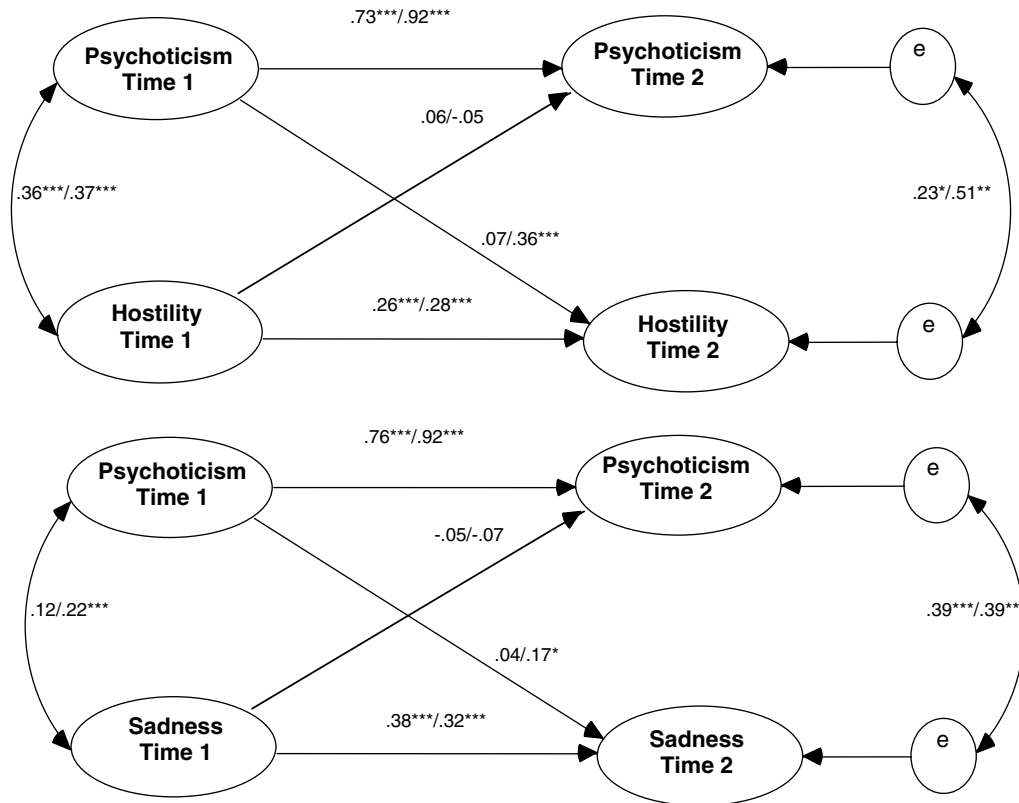 .73***/.92***
Psychoticism
Time 1
Psychoticism
Time 2
e
.06/-.05
.36***/.37***
.23*/.51**
.07/.36***
Hostility
Time 1
.26***/.28***
Hostility
Time 2
e
.76***/.92***
Psychoticism
Time 1
Psychoticism
Time 2
e
-.05/-.07
.12/.22***
.39***/.39**
.04/.17*
Sadness
Time 1
.38***/.32***
Sadness
Time 2
e